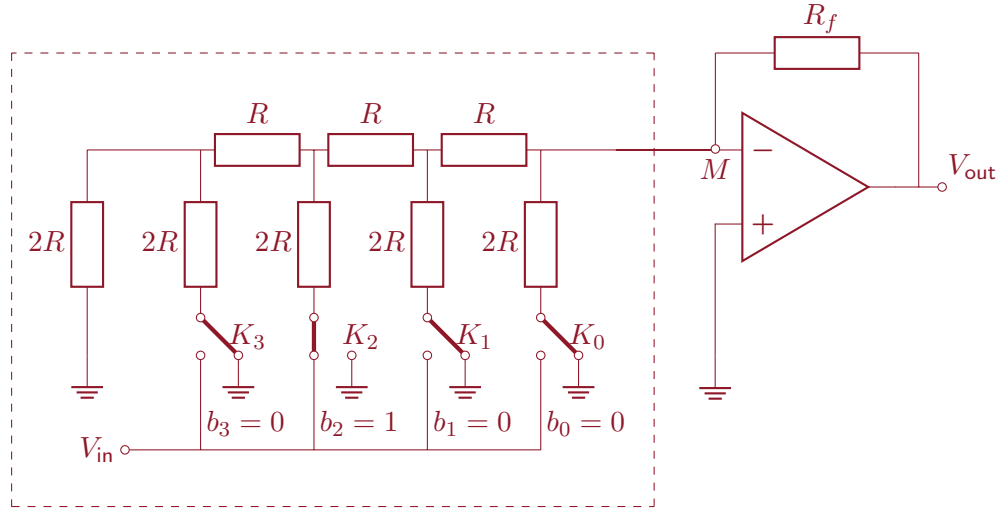 R_f
R R R
M
−
+
V_out
2R 2R 2R 2R 2R
K_3 K_2 K_1 K_0
b_3 = 0 b_2 = 1 b_1 = 0 b_0 = 0
V_in